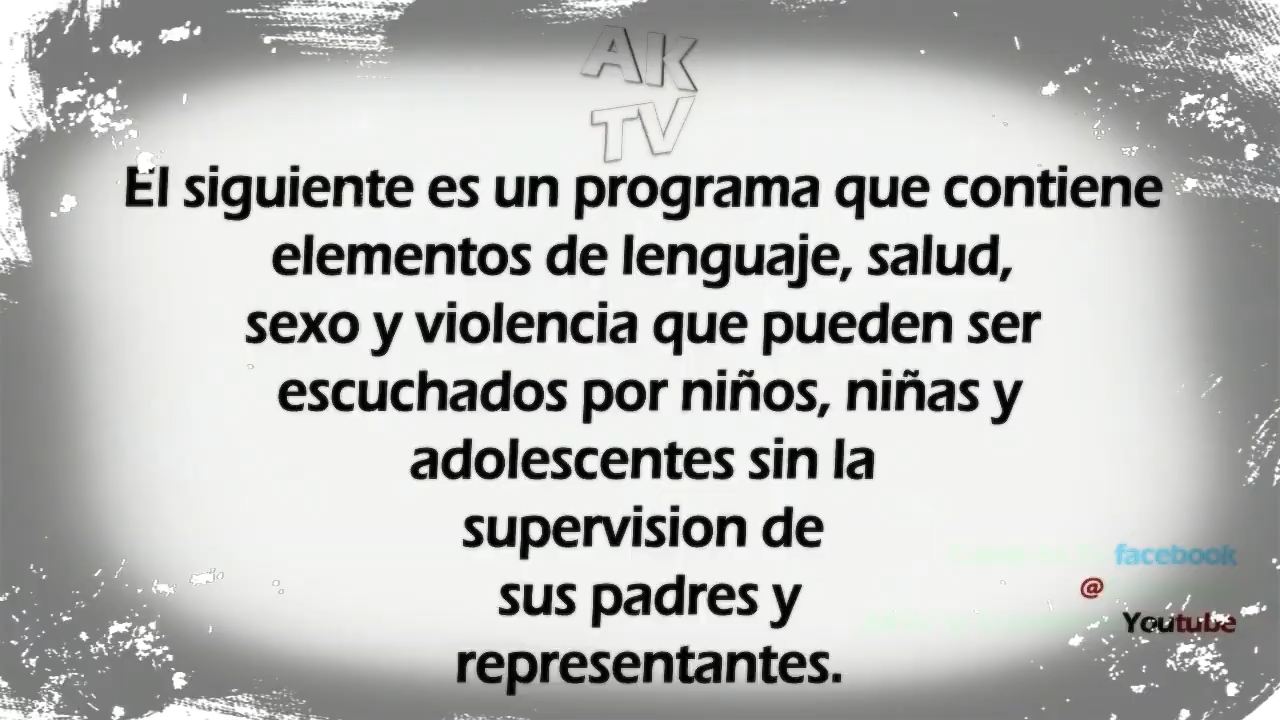 AK
TV
El siguiente es un programa que contiene
elementos de lenguaje, salud,
sexo y violencia que pueden ser
escuchados por niños, niñas y
adolescentes sin la
supervision de
sus padres y
representantes.
facebook
@
Youtube